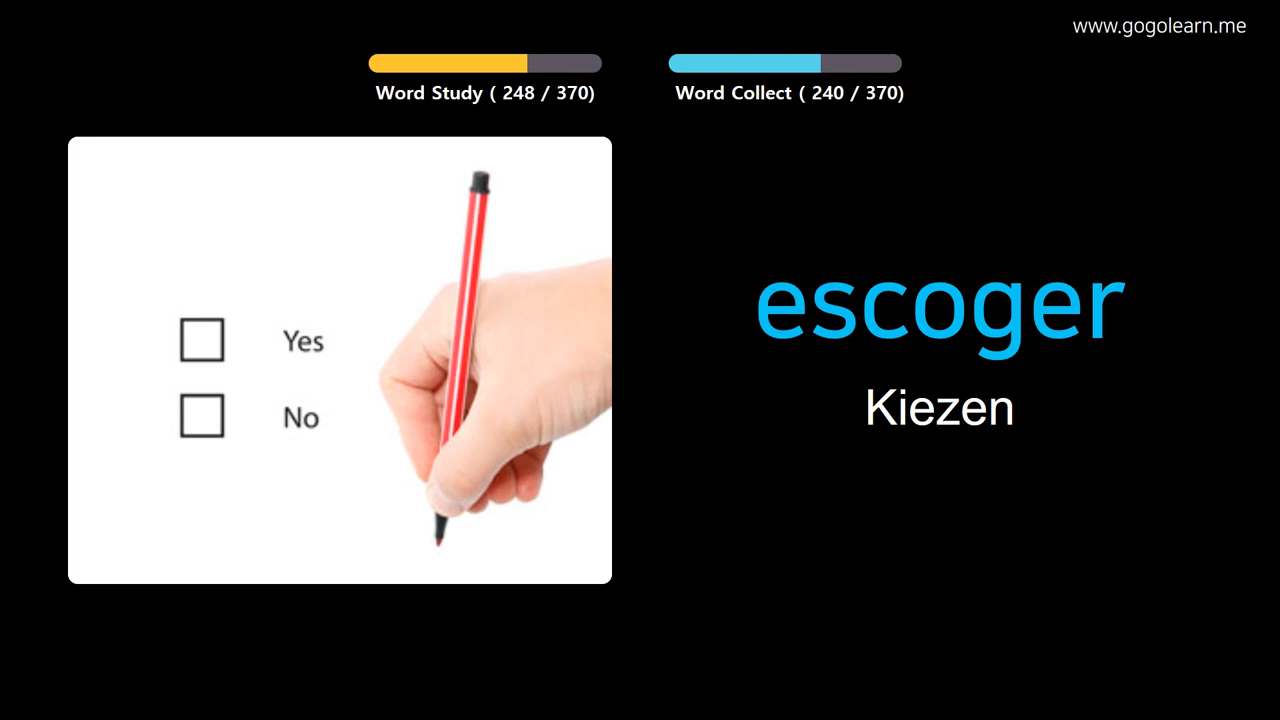 www.gogolearn.me
Word Study ( 248 / 370)
Word Collect ( 240 / 370)
Yes
No
escoger
Kiezen